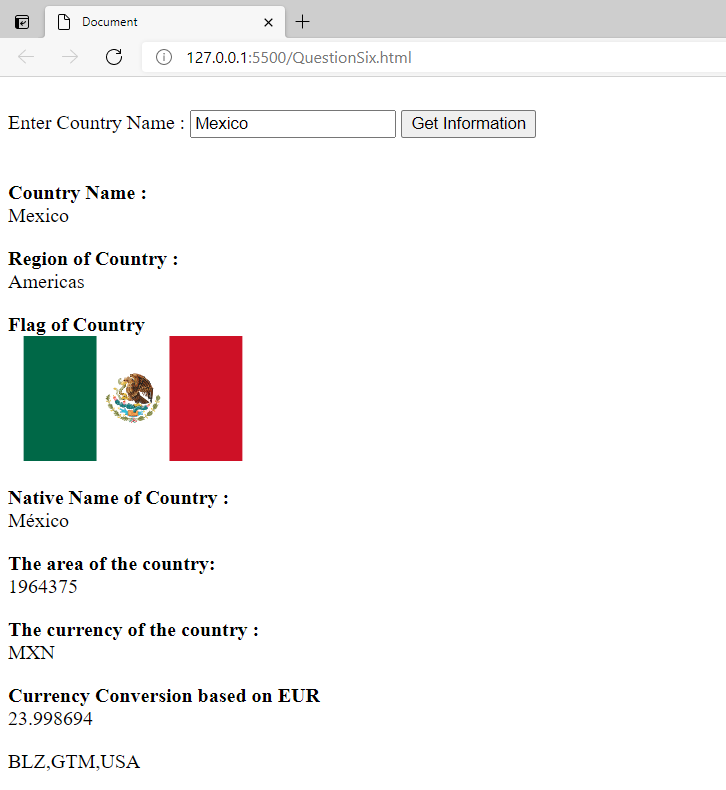 Document
127.0.0.1:5500/QuestionSix.html
Enter Country Name : Mexico Get Information
Country Name :
Mexico
Region of Country :
Americas
Flag of Country
Native Name of Country :
México
The area of the country:
1964375
The currency of the country :
MXN
Currency Conversion based on EUR
23.998694
BLZ,GTM,USA